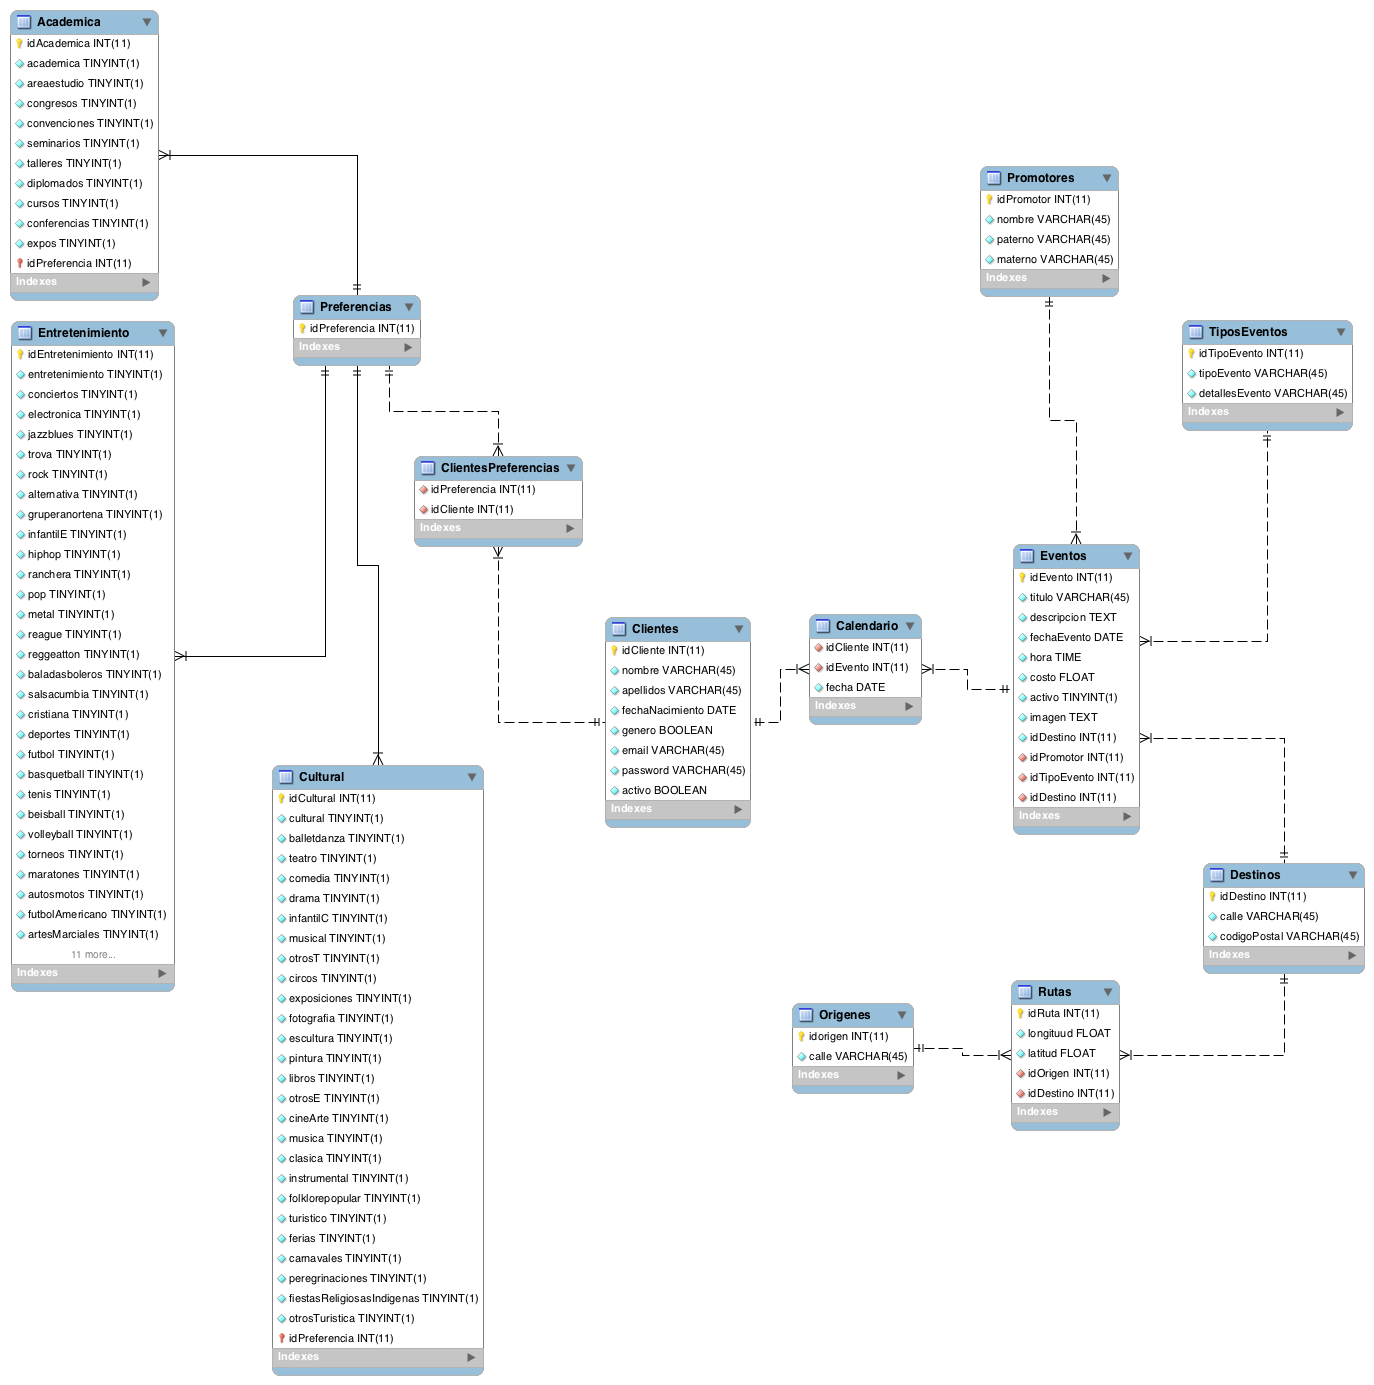 Academica
idAcademica INT(11)
academica TINYINT(1)
areaestudio TINYINT(1)
congresos TINYINT(1)
convenciones TINYINT(1)
seminarios TINYINT(1)
talleres TINYINT(1)
diplomados TINYINT(1)
cursos TINYINT(1)
conferencias TINYINT(1)
expos TINYINT(1)
idPreferencia INT(11)
Indexes
Entretenimiento
idEntretenimiento INT(11)
entretenimiento TINYINT(1)
conciertos TINYINT(1)
electronica TINYINT(1)
jazzblues TINYINT(1)
trova TINYINT(1)
rock TINYINT(1)
alternativa TINYINT(1)
gruperanortena TINYINT(1)
infantilE TINYINT(1)
hiphop TINYINT(1)
ranchera TINYINT(1)
pop TINYINT(1)
metal TINYINT(1)
reague TINYINT(1)
reggeatton TINYINT(1)
baladasboleros TINYINT(1)
salsacumbia TINYINT(1)
cristiana TINYINT(1)
deportes TINYINT(1)
futbol TINYINT(1)
basquetball TINYINT(1)
tenis TINYINT(1)
beisball TINYINT(1)
volleyball TINYINT(1)
torneos TINYINT(1)
maratones TINYINT(1)
autosmotos TINYINT(1)
futbolAmericano TINYINT(1)
artesMarciales TINYINT(1)
11 more...
Indexes
Preferencias
idPreferencia INT(11)
Indexes
ClientesPreferencias
idPreferencia INT(11)
idCliente INT(11)
Indexes
Cultural
idCultural INT(11)
cultural TINYINT(1)
balletdanza TINYINT(1)
teatro TINYINT(1)
comedia TINYINT(1)
drama TINYINT(1)
infantilC TINYINT(1)
musical TINYINT(1)
otrosT TINYINT(1)
circos TINYINT(1)
exposiciones TINYINT(1)
fotografia TINYINT(1)
escultura TINYINT(1)
pintura TINYINT(1)
libros TINYINT(1)
otrosE TINYINT(1)
cineArte TINYINT(1)
musica TINYINT(1)
clasica TINYINT(1)
instrumental TINYINT(1)
folklorepopular TINYINT(1)
turistico TINYINT(1)
ferias TINYINT(1)
carnavales TINYINT(1)
peregrinaciones TINYINT(1)
fiestasReligiosasIndigenas TINYINT(1)
otrosTuristica TINYINT(1)
idPreferencia INT(11)
Indexes
Clientes
idCliente INT(11)
nombre VARCHAR(45)
apellidos VARCHAR(45)
fechaNacimiento DATE
genero BOOLEAN
email VARCHAR(45)
password VARCHAR(45)
activo BOOLEAN
Indexes
Calendario
idCliente INT(11)
idEvento INT(11)
fecha DATE
Indexes
Promotores
idPromotor INT(11)
nombre VARCHAR(45)
paterno VARCHAR(45)
materno VARCHAR(45)
Indexes
TiposEventos
idTipoEvento INT(11)
tipoEvento VARCHAR(45)
detallesEvento VARCHAR(45)
Indexes
Eventos
idEvento INT(11)
titulo VARCHAR(45)
descripcion TEXT
fechaEvento DATE
hora TIME
costo FLOAT
activo TINYINT(1)
imagen TEXT
idDestino INT(11)
idPromotor INT(11)
idTipoEvento INT(11)
idDestino INT(11)
Indexes
Destinos
idDestino INT(11)
calle VARCHAR(45)
codigoPostal VARCHAR(45)
Indexes
Origenes
idorigen INT(11)
calle VARCHAR(45)
Indexes
Rutas
idRuta INT(11)
longituud FLOAT
latitud FLOAT
idOrigen INT(11)
idDestino INT(11)
Indexes